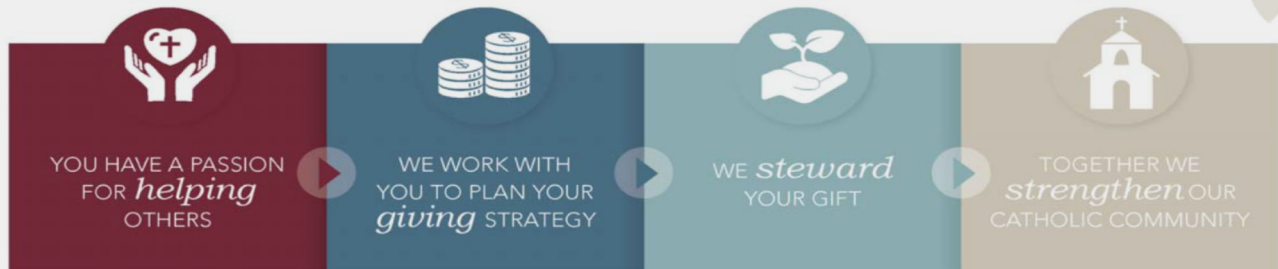 YOU HAVE A PASSION
FOR helping
OTHERS
WE WORK WITH
YOU TO PLAN YOUR
giving STRATEGY
WE steward
YOUR GIFT
TOGETHER WE
strengthen OUR
CATHOLIC COMMUNITY